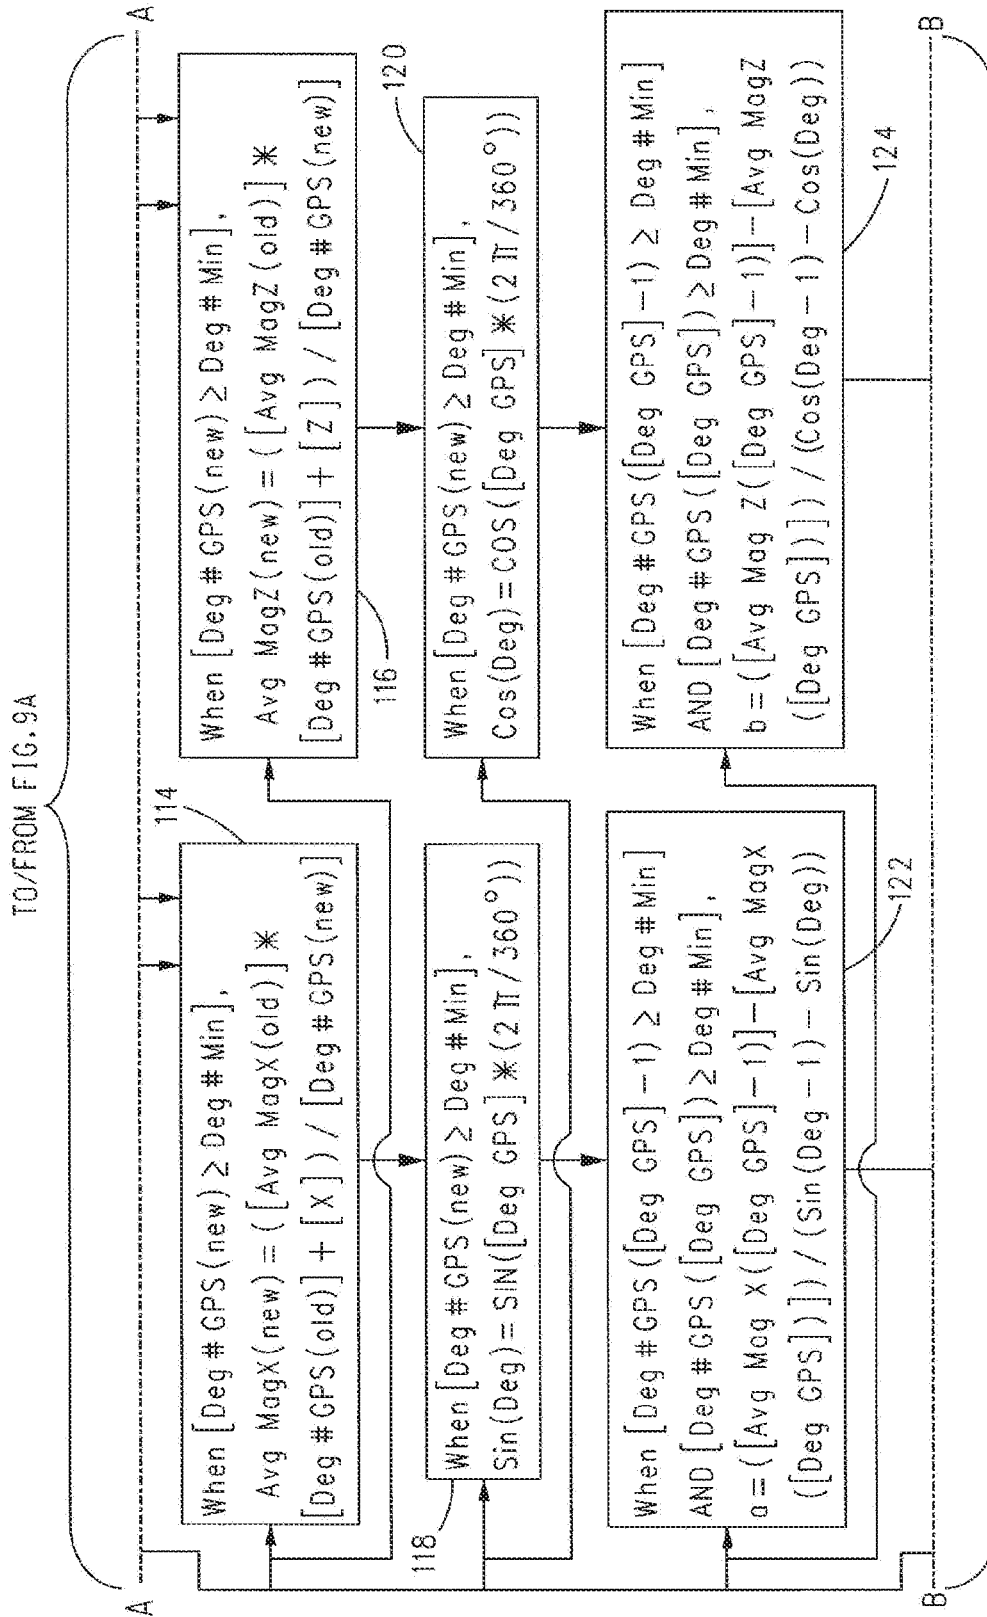 TO/FROM FIG.9A
A
A
114
When [Deg#GPS(new) ≥ Deg#Min],
Avg MagX(new) = ([Avg MagX(old)] *
[Deg#GPS(old)] + [X]) / [Deg#GPS(new)]
When [Deg#GPS(new) ≥ Deg#Min],
Avg MagZ(new) = ([Avg MagZ(old)] *
[Deg#GPS(old)] + [Z]) / [Deg#GPS(new)]
116
118
When [Deg#GPS(new) ≥ Deg#Min],
Sin(Deg) = SIN([Deg GPS] * (2π/360°))
120
When [Deg#GPS(new) ≥ Deg#Min],
Cos(Deg) = COS([Deg GPS] * (2π/360°))
When [Deg#GPS([Deg GPS]-1) ≥ Deg#Min]
AND [Deg#GPS([Deg GPS]) ≥ Deg#Min],
a = ([Avg Mag X([Deg GPS]-1)] - [Avg MagX
([Deg GPS])]) / (Sin(Deg - 1) - Sin(Deg))
122
When [Deg#GPS([Deg GPS]-1) ≥ Deg#Min]
AND [Deg#GPS([Deg GPS]) ≥ Deg#Min],
b = ([Avg Mag Z([Deg GPS]-1)] - [Avg MagZ
([Deg GPS])]) / (Cos(Deg - 1) - Cos(Deg))
124
B
B